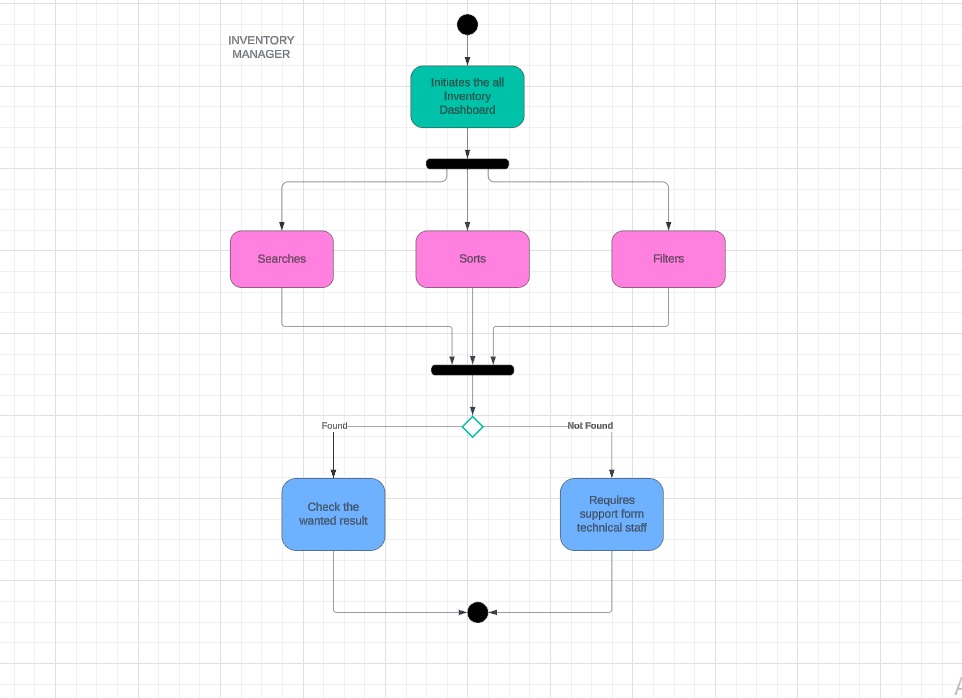 INVENTORY
MANAGER
Initiates the all
Inventory
Dashboard
Searches
Sorts
Filters
Found
Not Found
Check the
wanted result
Requires
support form
technical staff